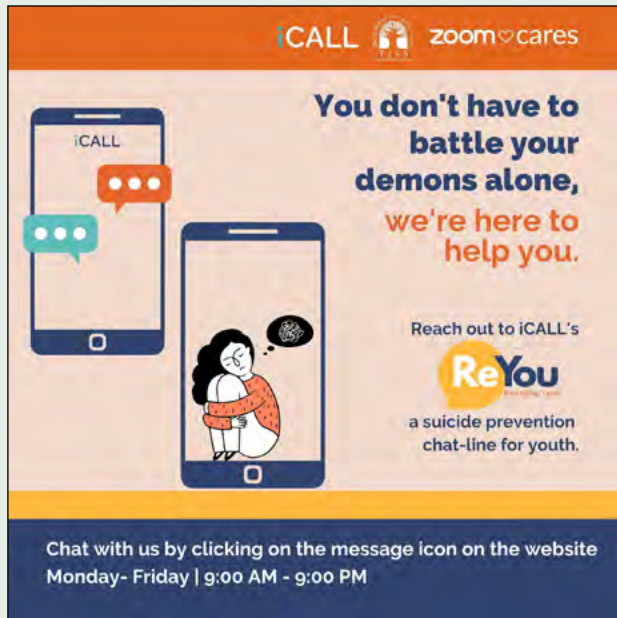 iCALL zoom cares
iCALL
You don't have to
battle your
demons alone,
we're here to
help you.
Reach out to iCALL's
ReYou
a suicide prevention
chat-line for youth.
Chat with us by clicking on the message icon on the website
Monday- Friday | 9:00 AM - 9:00 PM